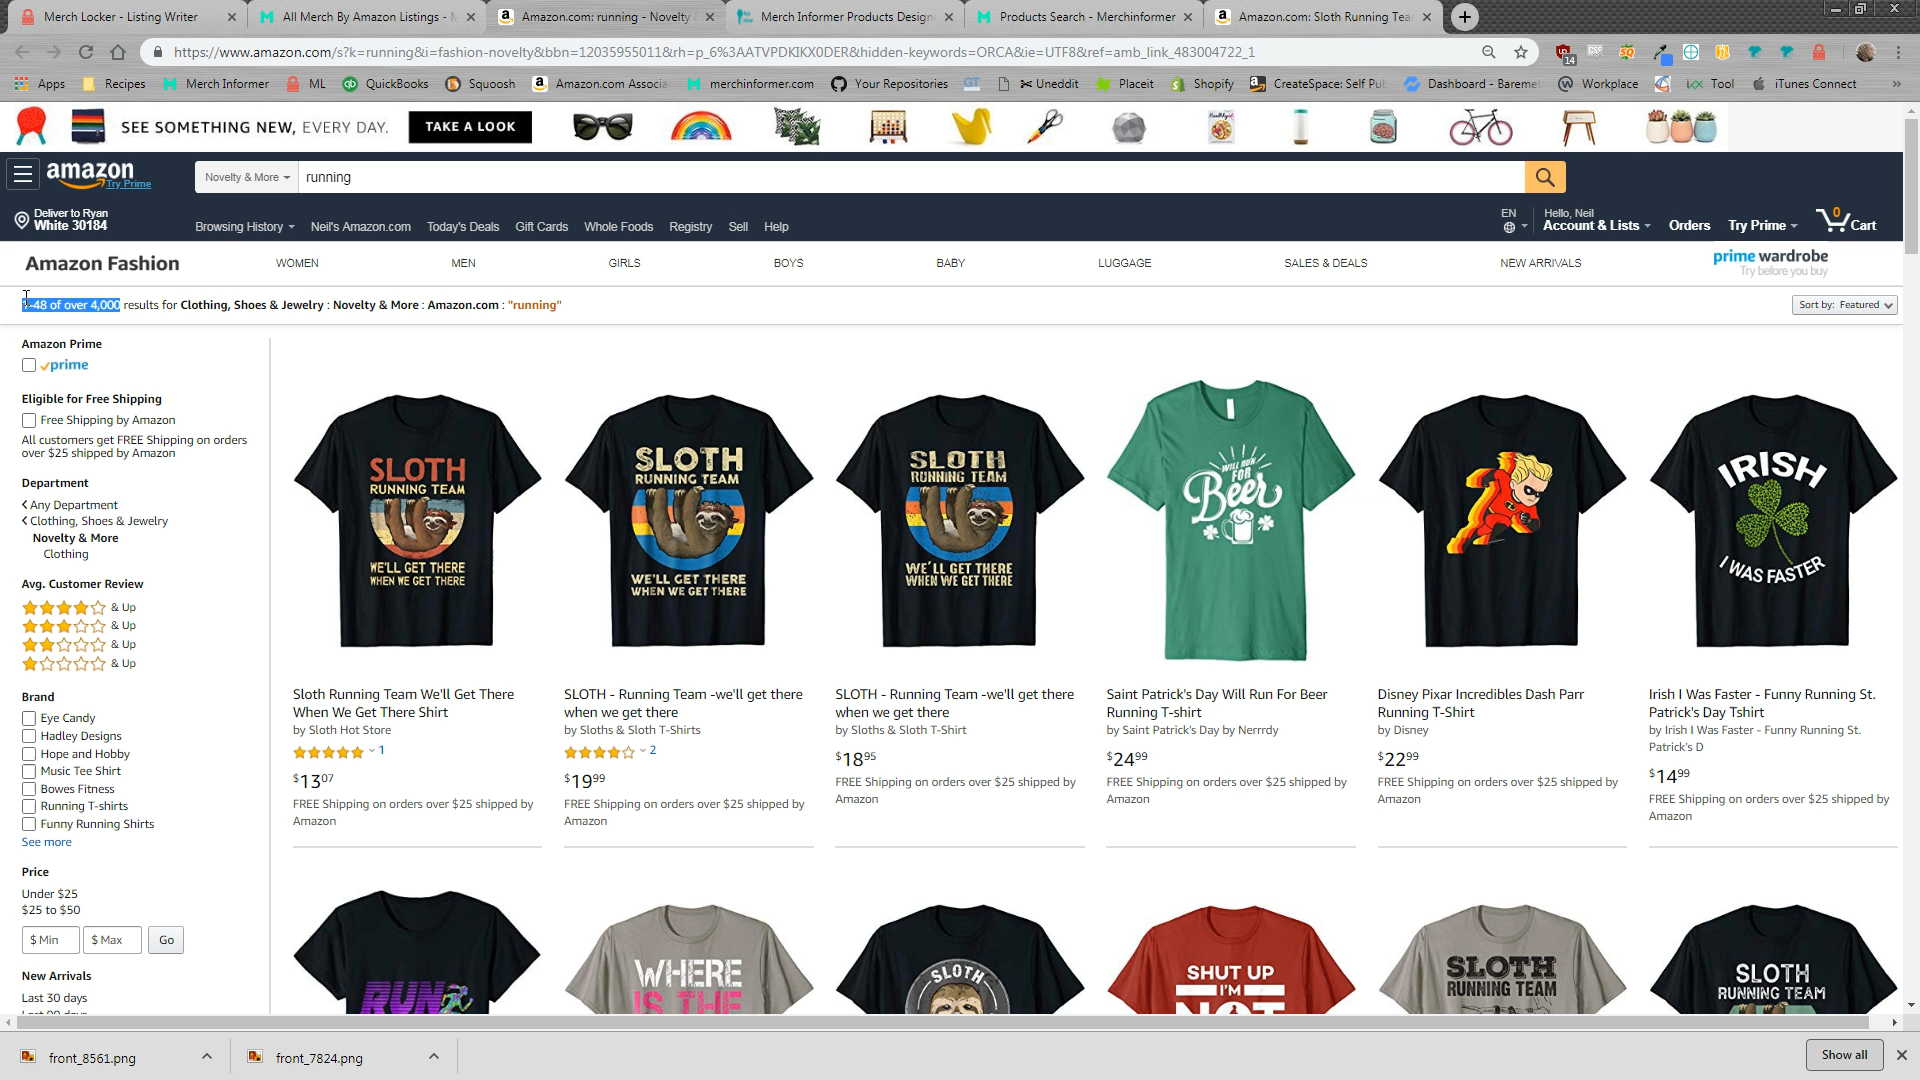 Merch Locker - Listing Writer
All Merch By Amazon Listings -
Amazon.com: running - Novelty
Merch Informer Products Design
Products Search - Merchinformer
Amazon.com: Sloth Running Tea
https://www.amazon.com/s?k=running&i=fashion-novelty&bbn=12035955011&rh=p_6%3AATVPDKIKX0DER&hidden-keywords=ORCA&ie=UTF8&ref=amb_link_483004722_1
14
Apps
Recipes
Merch Informer
ML
QuickBooks
Squoosh
Amazon.com Associa
merchinformer.com
Your Repositories
GT
Uneddit
Placeit
Shopify
CreateSpace: Self Pub
Dashboard - Bareme
Workplace
Tool
iTunes Connect
»
SEE SOMETHING NEW, EVERY DAY.
TAKE A LOOK
amazon
Try Prime
Novelty & More
running
Deliver to Ryan
White 30184
Browsing History
Neil's Amazon.com
Today's Deals
Gift Cards
Whole Foods
Registry
Sell
Help
EN
Hello, Neil
Account & Lists
Orders
Try Prime
0
Cart
Amazon Fashion
WOMEN
MEN
GIRLS
BOYS
BABY
LUGGAGE
SALES & DEALS
NEW ARRIVALS
prime wardrobe
Try before you buy
1-48 of over 4,000 results for Clothing, Shoes & Jewelry : Novelty & More : Amazon.com : "running"
Sort by: Featured
Amazon Prime
prime
Eligible for Free Shipping
Free Shipping by Amazon
All customers get FREE Shipping on orders
over $25 shipped by Amazon
Department
Any Department
Clothing, Shoes & Jewelry
Novelty & More
Clothing
Avg. Customer Review
& Up
& Up
& Up
& Up
Brand
Eye Candy
Hadley Designs
Hope and Hobby
Music Tee Shirt
Bowes Fitness
Running T-shirts
Funny Running Shirts
See more
Price
Under $25
$25 to $50
$ Min
$ Max
Go
New Arrivals
Last 30 days
Last 90 days
SLOTH
RUNNING TEAM
WE'LL GET THERE
WHEN WE GET THERE
Sloth Running Team We'll Get There
When We Get There Shirt
by Sloth Hot Store
1
$13 07
FREE Shipping on orders over $25 shipped by
Amazon
SLOTH
RUNNING TEAM
WE'LL GET THERE
WHEN WE GET THERE
SLOTH - Running Team -we'll get there
when we get there
by Sloths & Sloth T-Shirts
2
$19 99
FREE Shipping on orders over $25 shipped by
Amazon
SLOTH
RUNNING TEAM
WE'LL GET THERE
WHEN WE GET THERE
SLOTH - Running Team -we'll get there
when we get there
by Sloths & Sloth T-Shirt
$18 95
FREE Shipping on orders over $25 shipped by
Amazon
WILL RUN
FOR
Beer
Saint Patrick's Day Will Run For Beer
Running T-shirt
by Saint Patrick's Day by Nerrrdy
$24 99
FREE Shipping on orders over $25 shipped by
Amazon
Disney Pixar Incredibles Dash Parr
Running T-Shirt
by Disney
$22 99
FREE Shipping on orders over $25 shipped by
Amazon
IRISH
I WAS FASTER
Irish I Was Faster - Funny Running St.
Patrick's Day Tshirt
by Irish I Was Faster - Funny Running St.
Patrick's D
$14 99
FREE Shipping on orders over $25 shipped by
Amazon
RUN
WHERE
IS THE
SLOTH
SHUT UP
I'M
NOT
SLOTH
RUNNING TEAM
SLOTH
RUNNING TEAM
front_8561.png
front_7824.png
Show all